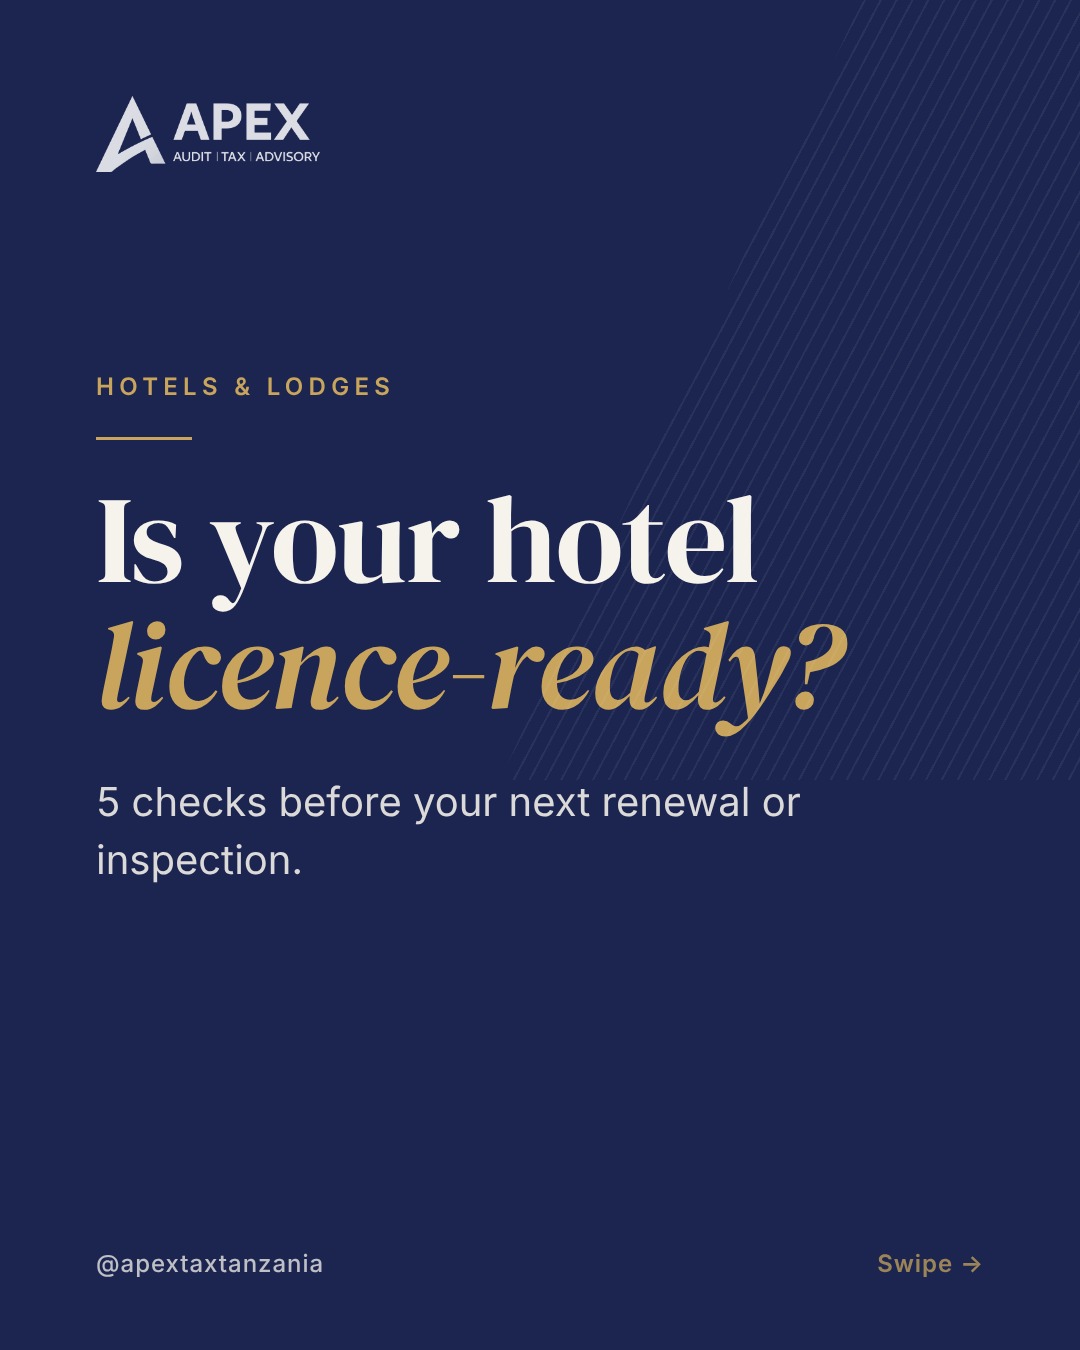 APEX
AUDIT | TAX | ADVISORY
HOTELS & LODGES
Is your hotel
licence-ready?
5 checks before your next renewal or
inspection.
@apextaxtanzania
Swipe →